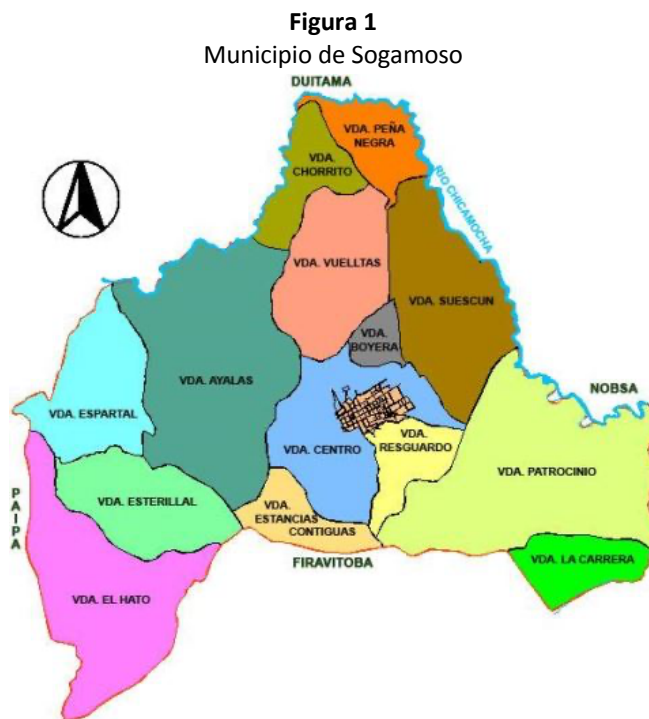 Figura 1
Municipio de Sogamoso
DUITAMA
VDA. PEÑA
NEGRA
VDA.
CHORRITO
RIO CHICAMOCHA
VDA. VUELLTAS
VDA. SUESCUN
VDA.
BOYERA
VDA. AYALAS
NOBSA
VDA. ESPARTAL
VDA. CENTRO
VDA.
RESGUARDO
VDA. PATROCINIO
PAIPA
VDA. ESTERILLAL
VDA.
ESTANCIAS
CONTIGUAS
FIRAVITOBA
VDA. LA CARRERA
VDA. EL HATO